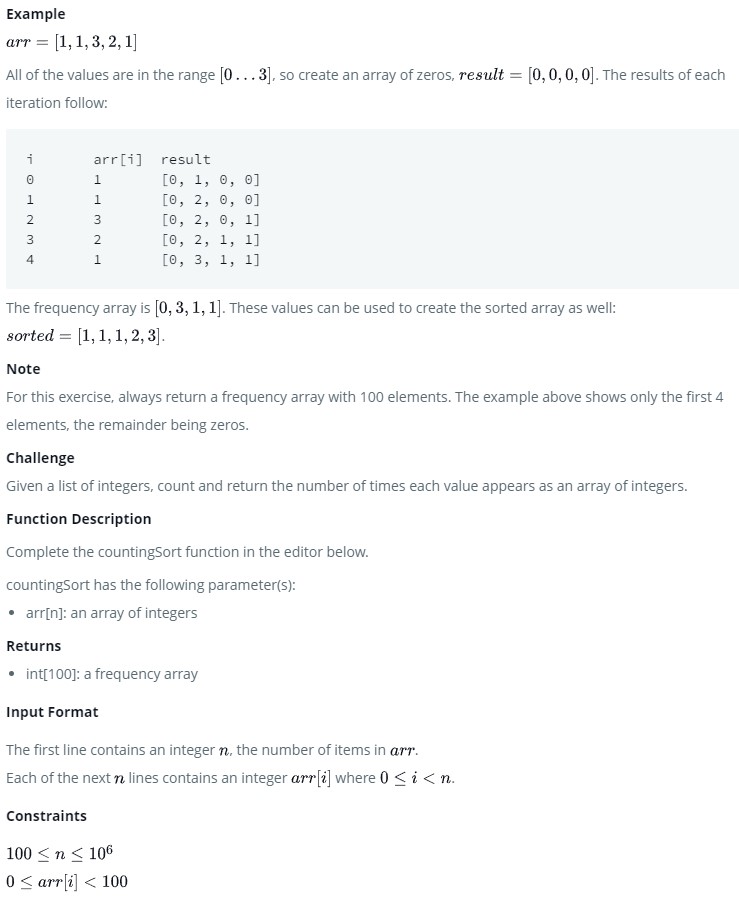 Example
arr = [1, 1, 3, 2, 1]
All of the values are in the range [0 . . . 3], so create an array of zeros, result = [0, 0, 0, 0]. The results of each
iteration follow:
i arr[i] result
0 1 [0, 1, 0, 0]
1 1 [0, 2, 0, 0]
2 3 [0, 2, 0, 1]
3 2 [0, 2, 1, 1]
4 1 [0, 3, 1, 1]
The frequency array is [0, 3, 1, 1]. These values can be used to create the sorted array as well:
sorted = [1, 1, 1, 2, 3].
Note
For this exercise, always return a frequency array with 100 elements. The example above shows only the first 4
elements, the remainder being zeros.
Challenge
Given a list of integers, count and return the number of times each value appears as an array of integers.
Function Description
Complete the countingSort function in the editor below.
countingSort has the following parameter(s):
• arr[n]: an array of integers
Returns
• int[100]: a frequency array
Input Format
The first line contains an integer n, the number of items in arr.
Each of the next n lines contains an integer arr[i] where 0 ≤ i < n.
Constraints
100 ≤ n ≤ 10⁶
0 ≤ arr[i] < 100